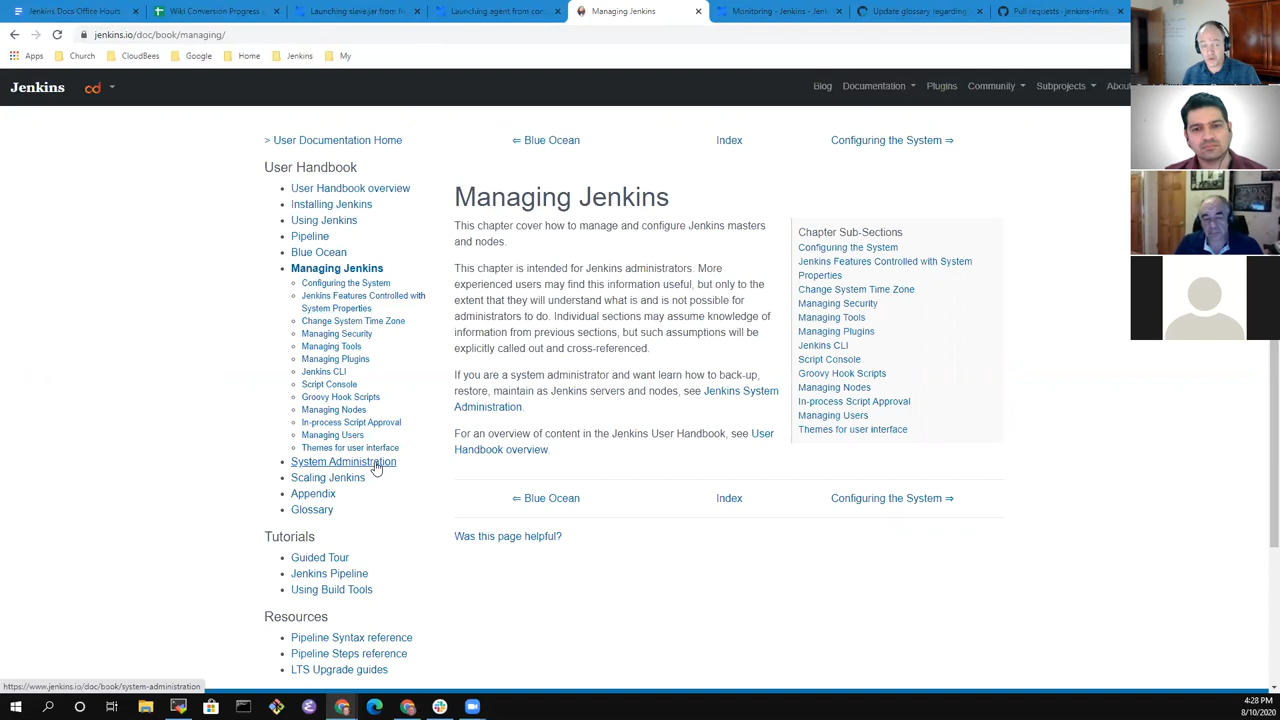 Jenkins Docs Office Hours
Wiki Conversion Progress -
Launching slave.jar from fr
Launching agent from con
Managing Jenkins
Monitoring - Jenkins - Jenk
Update glossary regarding
Pull requests · jenkins-infra
jenkins.io/doc/book/managing/
Apps
Church
CloudBees
Google
Home
Jenkins
My
Jenkins
cd
Blog
Documentation
Plugins
Community
Subprojects
About
> User Documentation Home
⇐ Blue Ocean
Index
Configuring the System ⇒
User Handbook
User Handbook overview
Installing Jenkins
Using Jenkins
Pipeline
Blue Ocean
Managing Jenkins
Configuring the System
Jenkins Features Controlled with
System Properties
Change System Time Zone
Managing Security
Managing Tools
Managing Plugins
Jenkins CLI
Script Console
Groovy Hook Scripts
Managing Nodes
In-process Script Approval
Managing Users
Themes for user interface
System Administration
Scaling Jenkins
Appendix
Glossary
Tutorials
Guided Tour
Jenkins Pipeline
Using Build Tools
Resources
Pipeline Syntax reference
Pipeline Steps reference
LTS Upgrade guides
Managing Jenkins
This chapter cover how to manage and configure Jenkins masters
and nodes.
This chapter is intended for Jenkins administrators. More
experienced users may find this information useful, but only to the
extent that they will understand what is and is not possible for
administrators to do. Individual sections may assume knowledge of
information from previous sections, but such assumptions will be
explicitly called out and cross-referenced.
If you are a system administrator and want learn how to back-up,
restore, maintain as Jenkins servers and nodes, see Jenkins System
Administration.
For an overview of content in the Jenkins User Handbook, see User
Handbook overview.
Chapter Sub-Sections
Configuring the System
Jenkins Features Controlled with System
Properties
Change System Time Zone
Managing Security
Managing Tools
Managing Plugins
Jenkins CLI
Script Console
Groovy Hook Scripts
Managing Nodes
In-process Script Approval
Managing Users
Themes for user interface
⇐ Blue Ocean
Index
Configuring the System ⇒
Was this page helpful?
https://www.jenkins.io/doc/book/system-administration
4:28 PM
8/10/2020